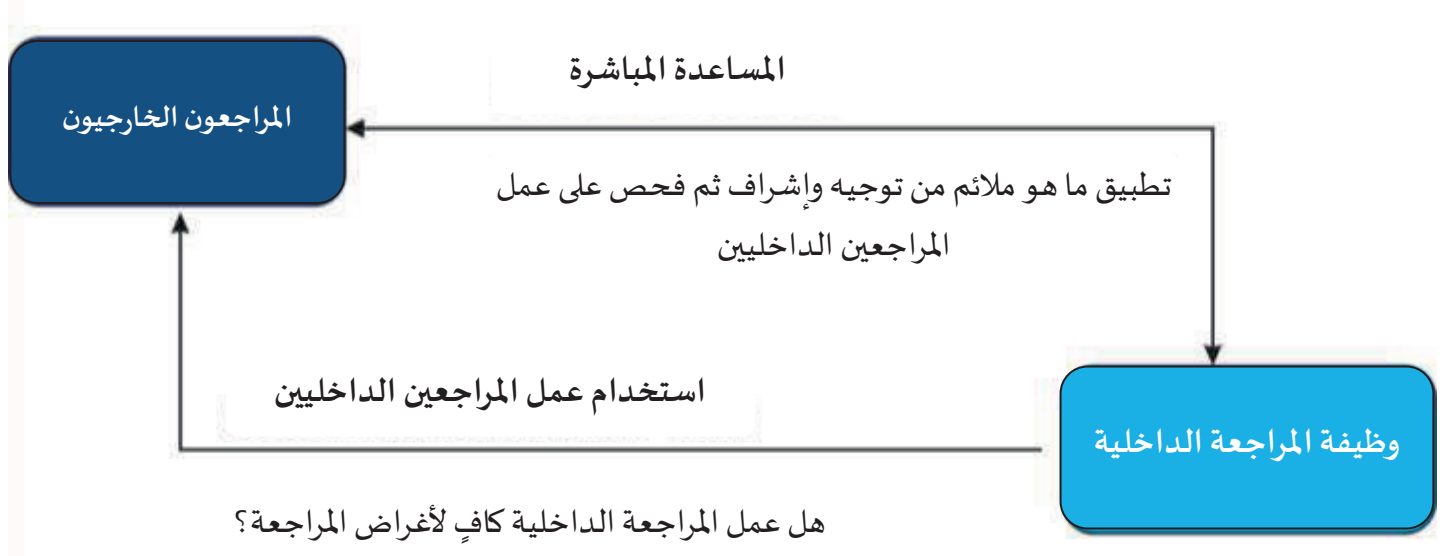 المساعدة المباشرة
المراجعون الخارجيون
تطبيق ما هو ملائم من توجيه وإشراف ثم فحص على عمل
المراجعين الداخليين
استخدام عمل المراجعين الداخليين
وظيفة المراجعة الداخلية
هل عمل المراجعة الداخلية كافٍ لأغراض المراجعة؟